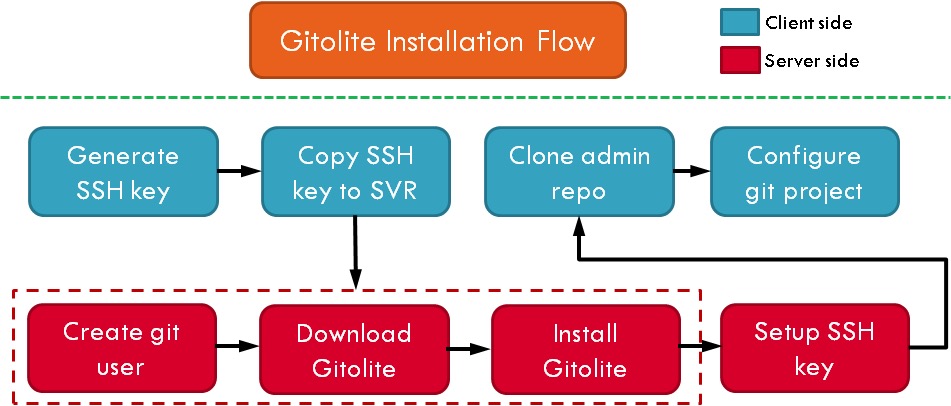 Gitolite Installation Flow
Client side
Server side
Generate
SSH key
Copy SSH
key to SVR
Clone admin
repo
Configure
git project
Create git
user
Download
Gitolite
Install
Gitolite
Setup SSH
key